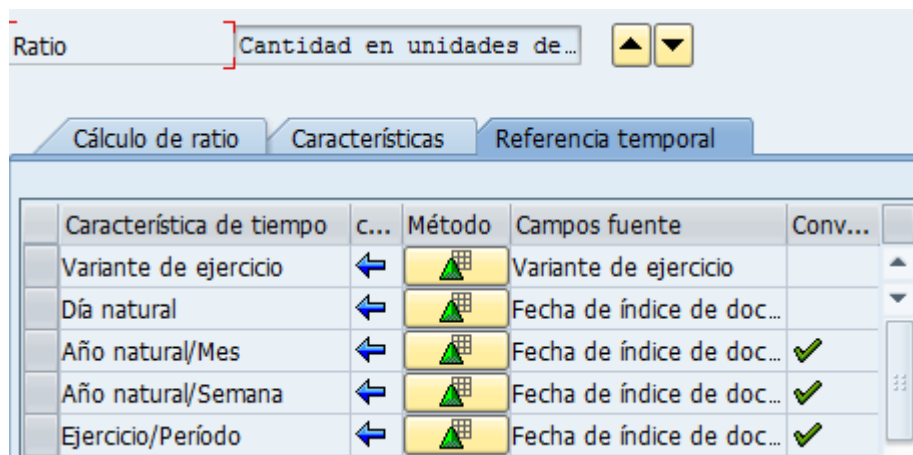 Ratio Cantidad en unidades de…
Cálculo de ratio Características Referencia temporal
Característica de tiempo c... Método Campos fuente Conv...
Variante de ejercicio Variante de ejercicio
Día natural Fecha de índice de doc…
Año natural/Mes Fecha de índice de doc…
Año natural/Semana Fecha de índice de doc…
Ejercicio/Período Fecha de índice de doc…